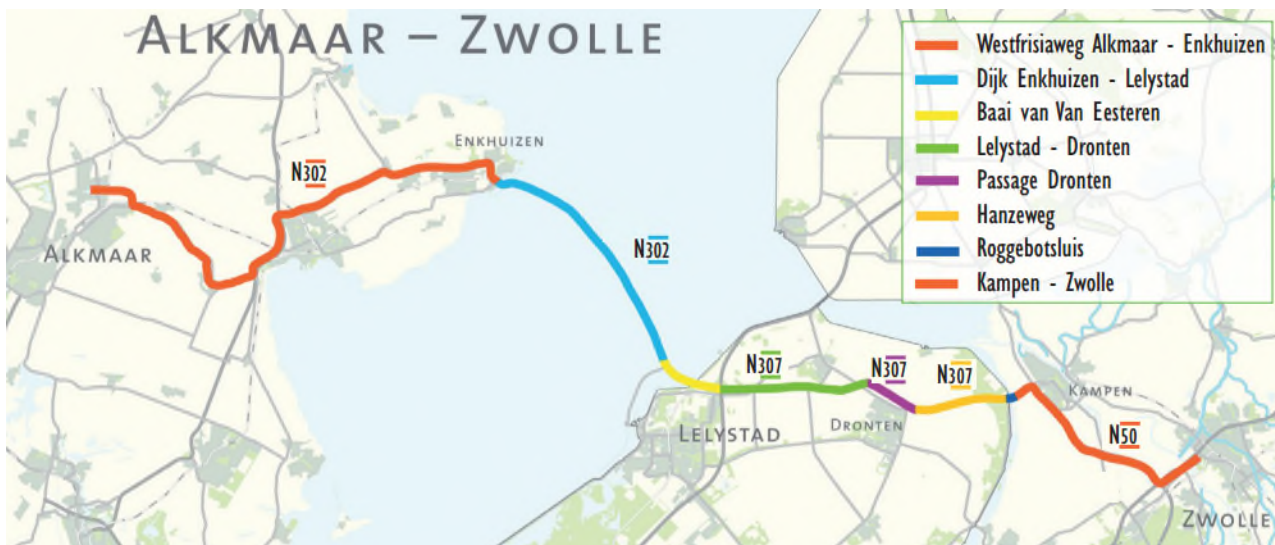 ALKMAAR – ZWOLLE
Westfrisiaweg Alkmaar - Enkhuizen
Dijk Enkhuizen - Lelystad
Baai van Van Eesteren
Lelystad - Dronten
Passage Dronten
Hanzeweg
Roggebotsluis
Kampen - Zwolle
ENKHUIZEN
N302
ALKMAAR
N302
N307
N307
N307
KAMPEN
DRONTEN
LELYSTAD
N50
ZWOLLE